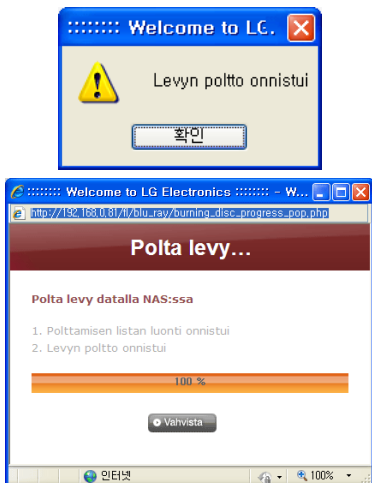 :::::::: Welcome to LG.
Levyn poltto onnistui
확인
:::::::: Welcome to LG Electronics :::::::: - W...
http://192.168.0.81/fi/blu_ray/burning_disc_progress_pop.php
Polta levy...
Polta levy datalla NAS:ssa
1. Polttamisen listan luonti onnistui
2. Levyn poltto onnistui
100 %
Vahvista
인터넷
100%